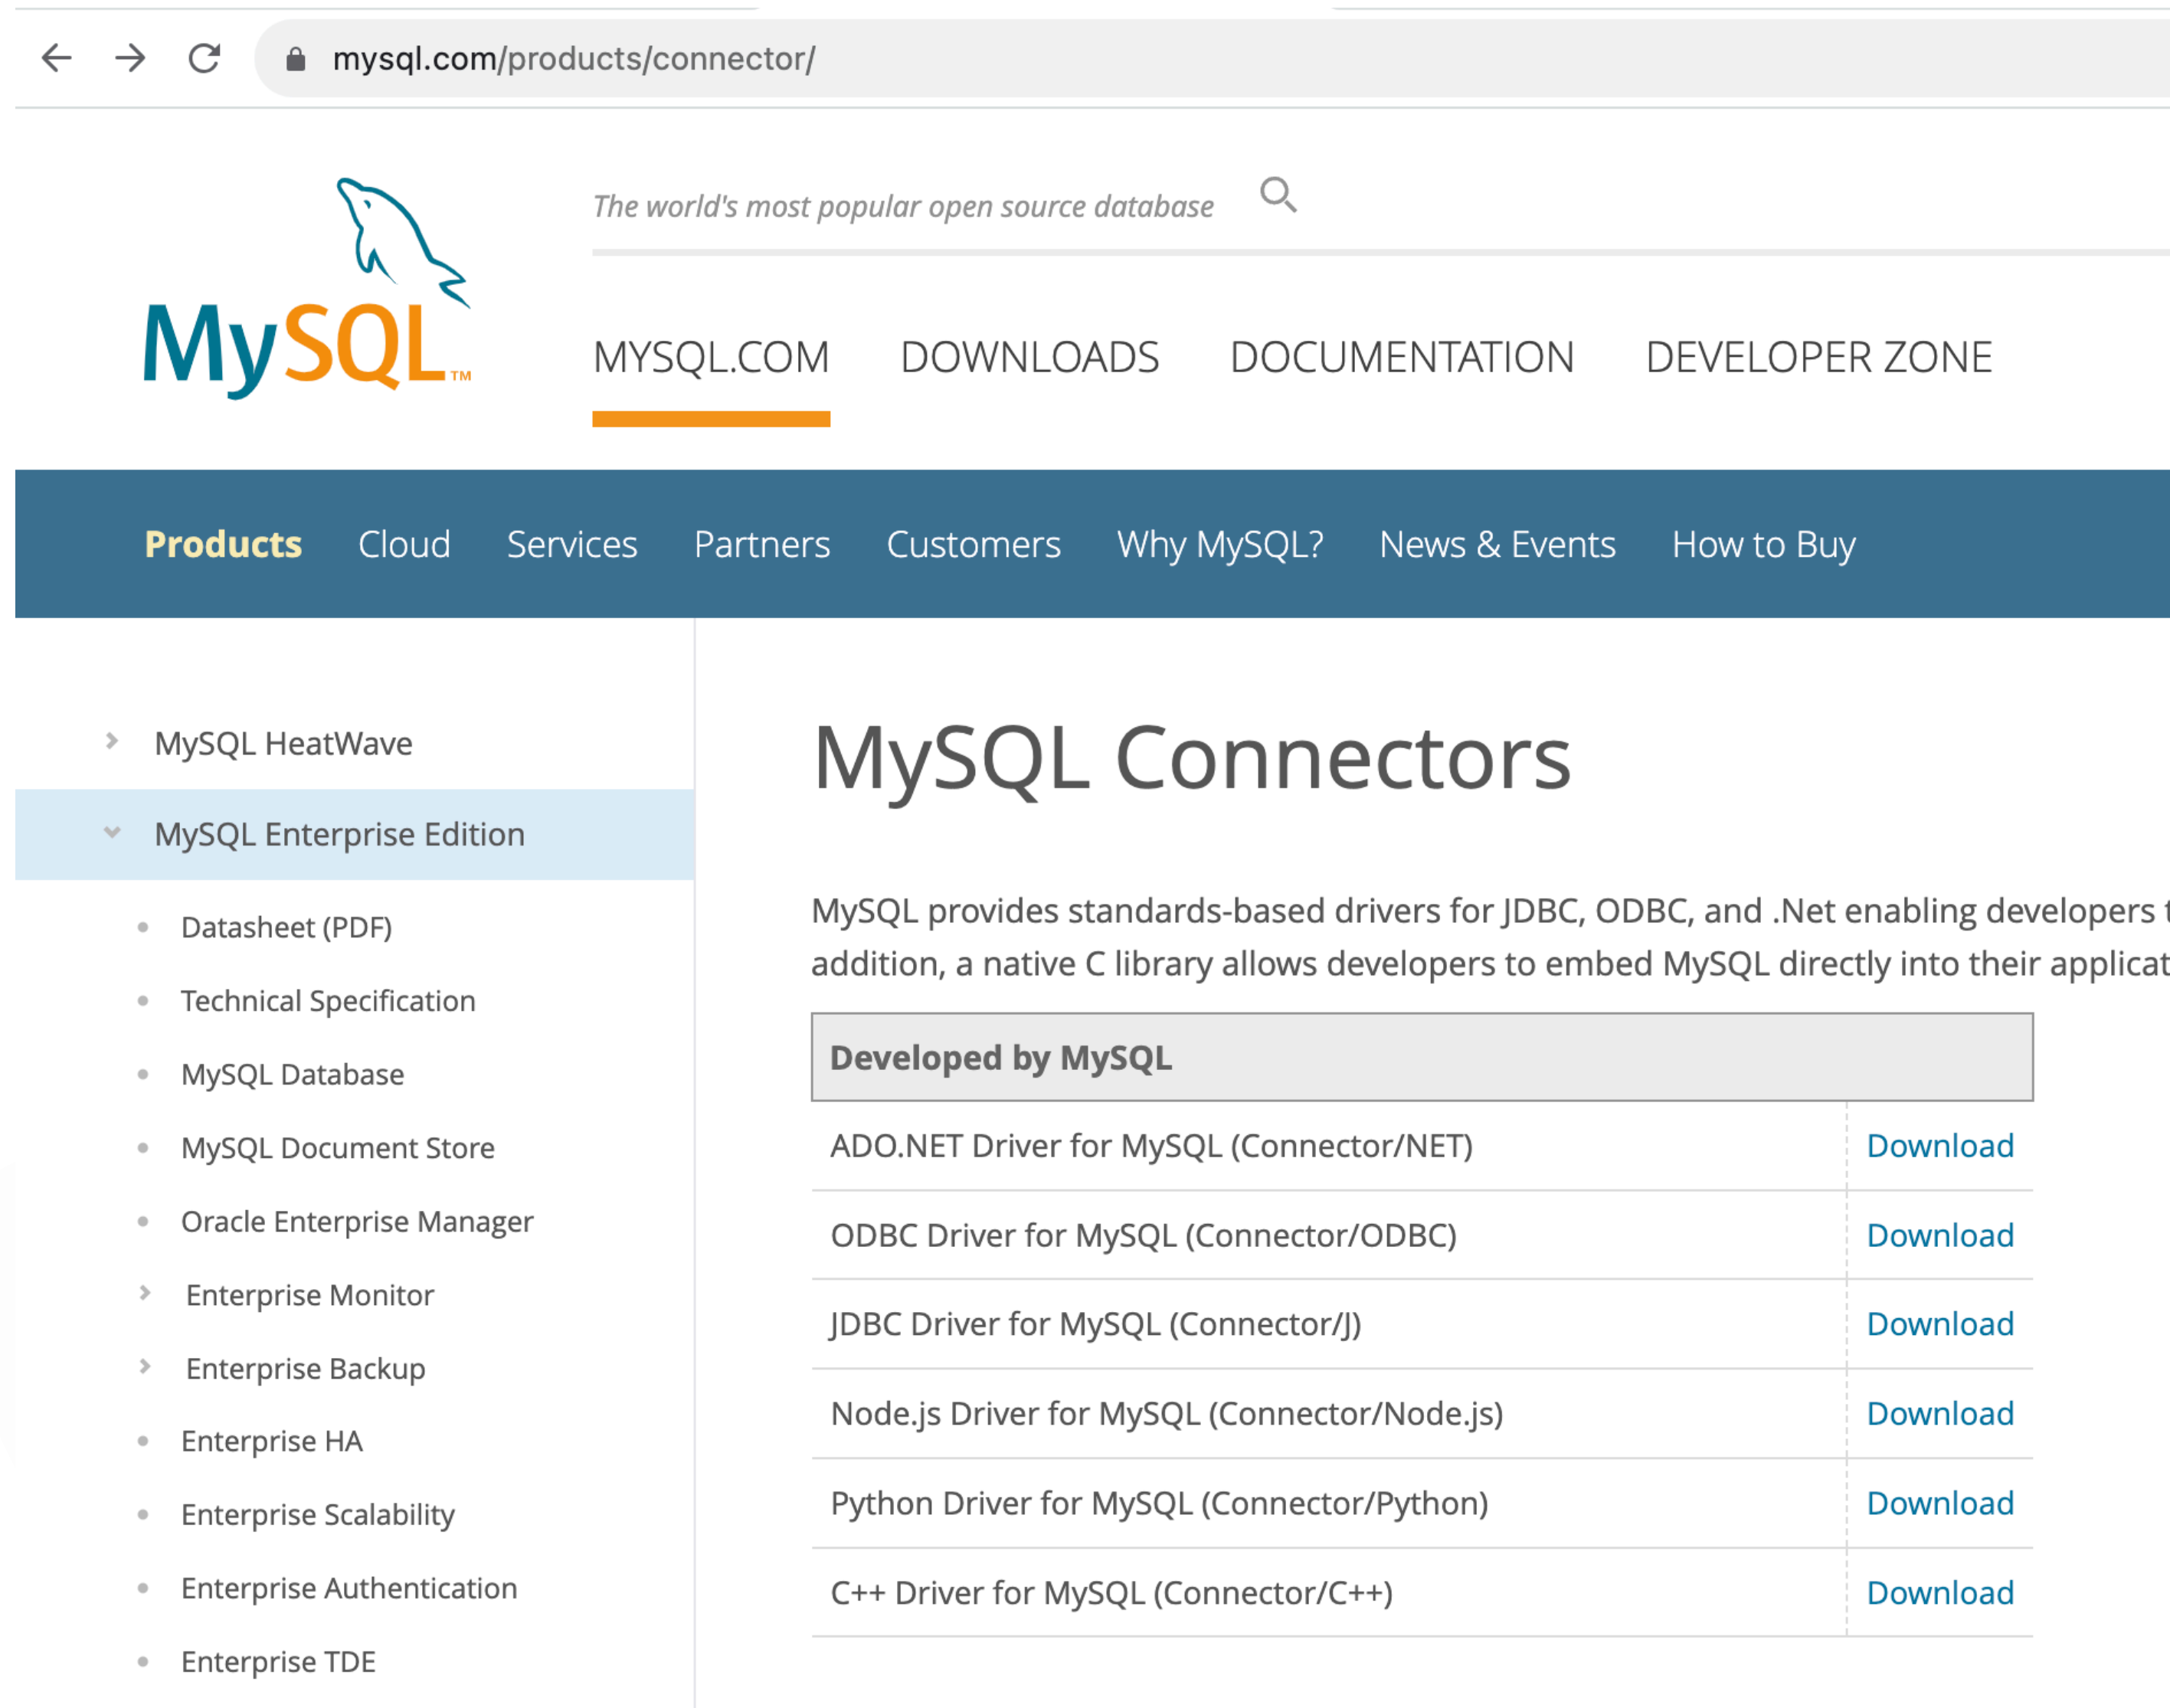 mysql.com/products/connector/
The world's most popular open source database
MySQL™
MYSQL.COM DOWNLOADS DOCUMENTATION DEVELOPER ZONE
Products Cloud Services Partners Customers Why MySQL? News & Events How to Buy
MySQL HeatWave
MySQL Enterprise Edition
Datasheet (PDF)
Technical Specification
MySQL Database
MySQL Document Store
Oracle Enterprise Manager
Enterprise Monitor
Enterprise Backup
Enterprise HA
Enterprise Scalability
Enterprise Authentication
Enterprise TDE
MySQL Connectors
MySQL provides standards-based drivers for JDBC, ODBC, and .Net enabling developers
addition, a native C library allows developers to embed MySQL directly into their
Developed by MySQL
ADO.NET Driver for MySQL (Connector/NET) Download
ODBC Driver for MySQL (Connector/ODBC) Download
JDBC Driver for MySQL (Connector/J) Download
Node.js Driver for MySQL (Connector/Node.js) Download
Python Driver for MySQL (Connector/Python) Download
C++ Driver for MySQL (Connector/C++) Download